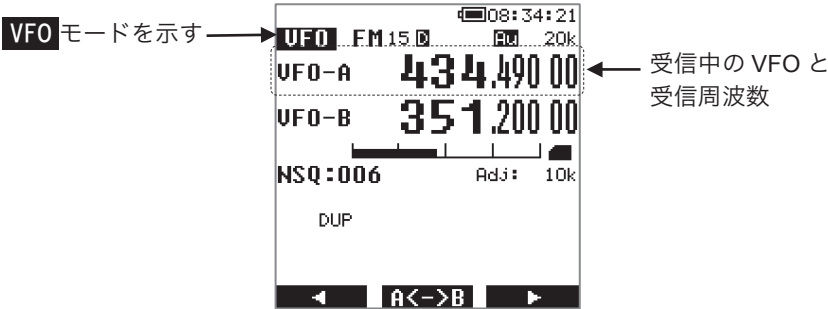 VFO モードを示す
08:34:21
VFO FM 15 D Au 20k
VFO-A 434.490 00
受信中の VFO と
受信周波数
VFO-B 351.200 00
NSQ:006 Adj: 10k
DUP
A<->B